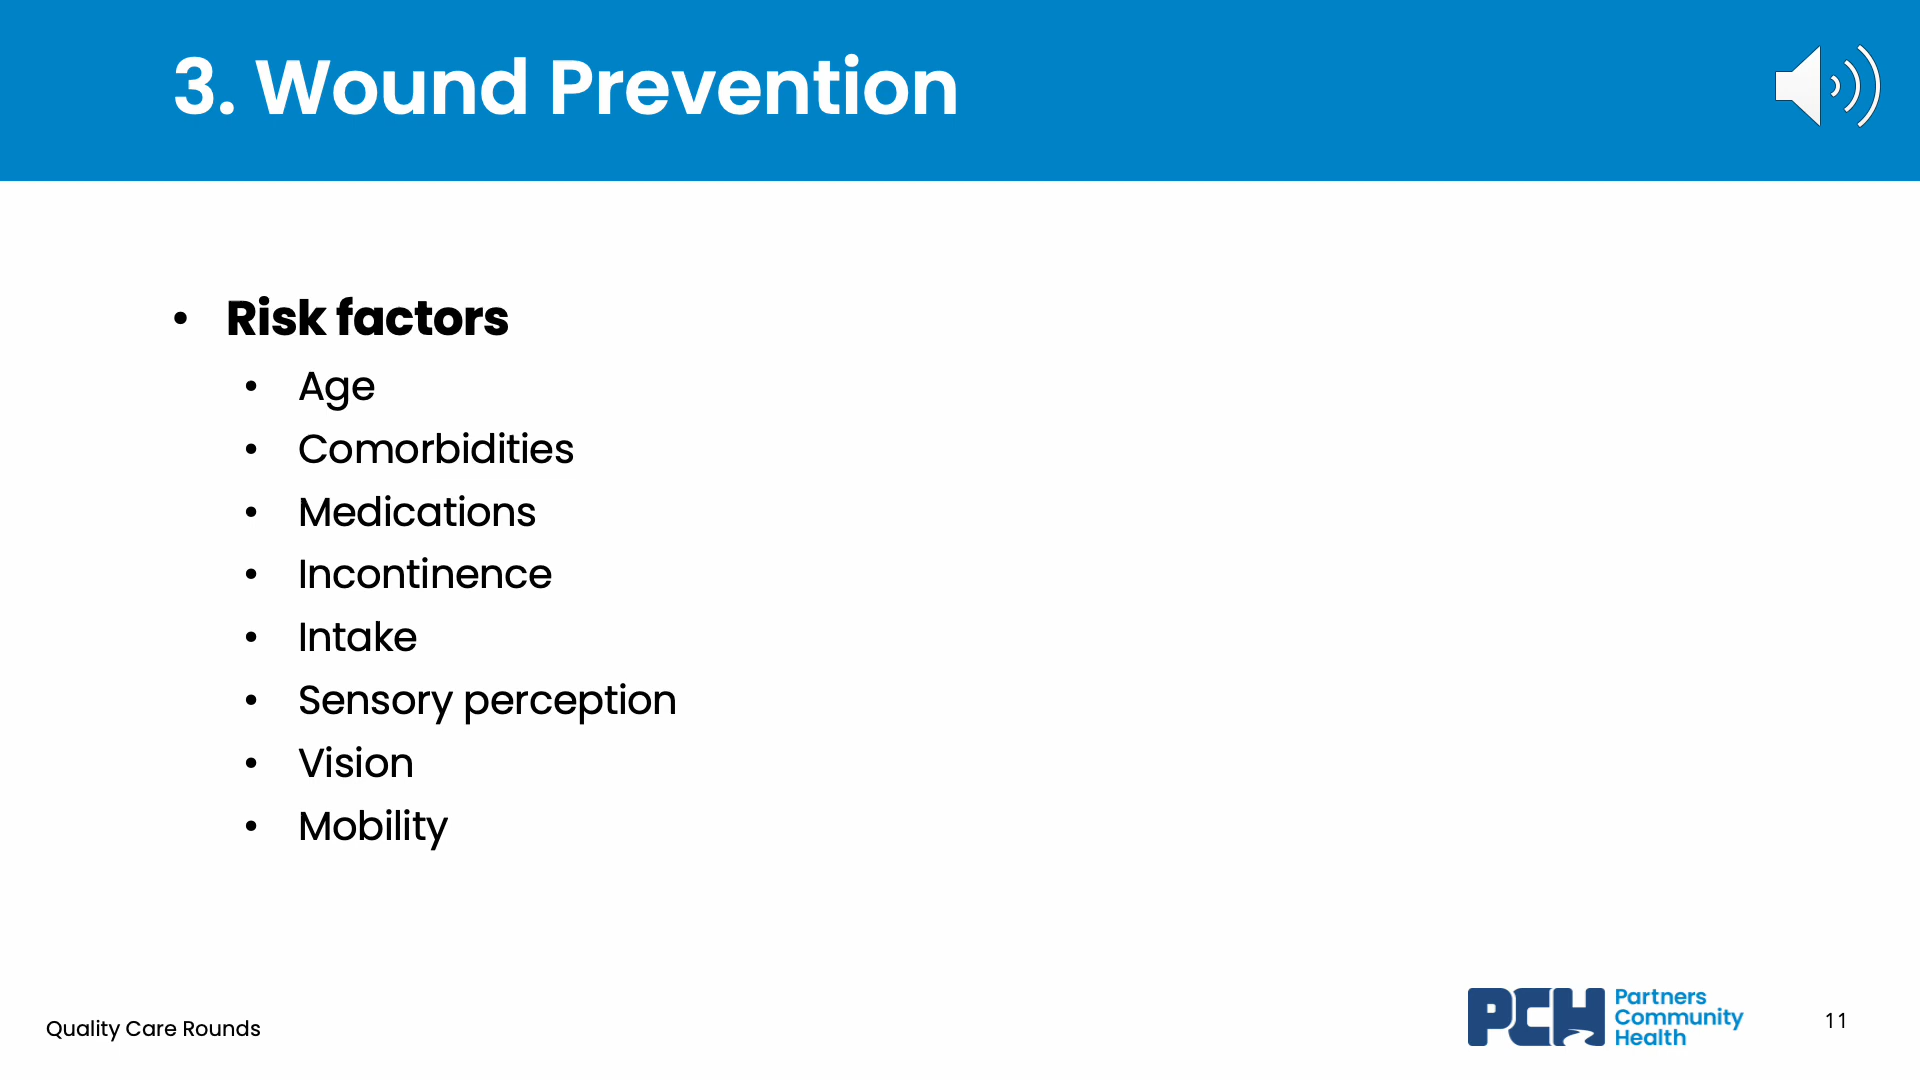 3. Wound Prevention
• Risk factors
• Age
• Comorbidities
• Medications
• Incontinence
• Intake
• Sensory perception
• Vision
• Mobility
Quality Care Rounds
PCH
Partners
Community
Health
11